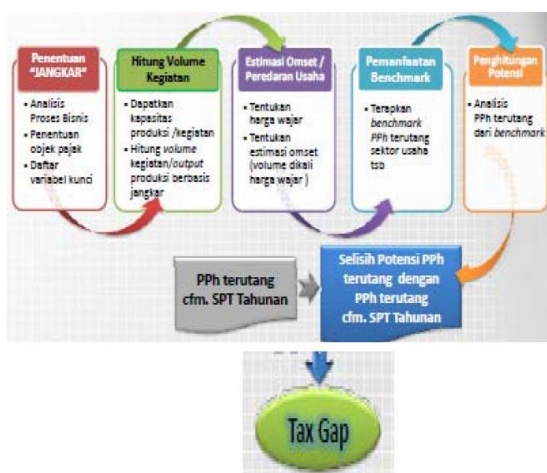 Penentuan
"JANGKAR"
• Analisis
Proses Bisnis
• Penentuan
objek pajak
• Daftar
variabel kunci
Hitung Volume
Kegiatan
• Dapatkan
kapasitas
produksi /kegiatan
• Hitung volume
kegiatan/output
produksi berbasis
jangkar
Estimasi Omset /
Peredaran Usaha
• Tentukan
harga wajar
• Tentukan
estimasi omset
(volume dikali
harga wajar )
Pemanfaatan
Benchmark
• Terapkan
benchmark
PPh terutang
sektor usaha
tsb
Penghitungan
Potensi
• Analisis
PPh terutang
dari benchmark
PPh terutang
cfm. SPT Tahunan
Selisih Potensi PPh
terutang dengan
PPh terutang
cfm. SPT Tahunan
Tax Gap